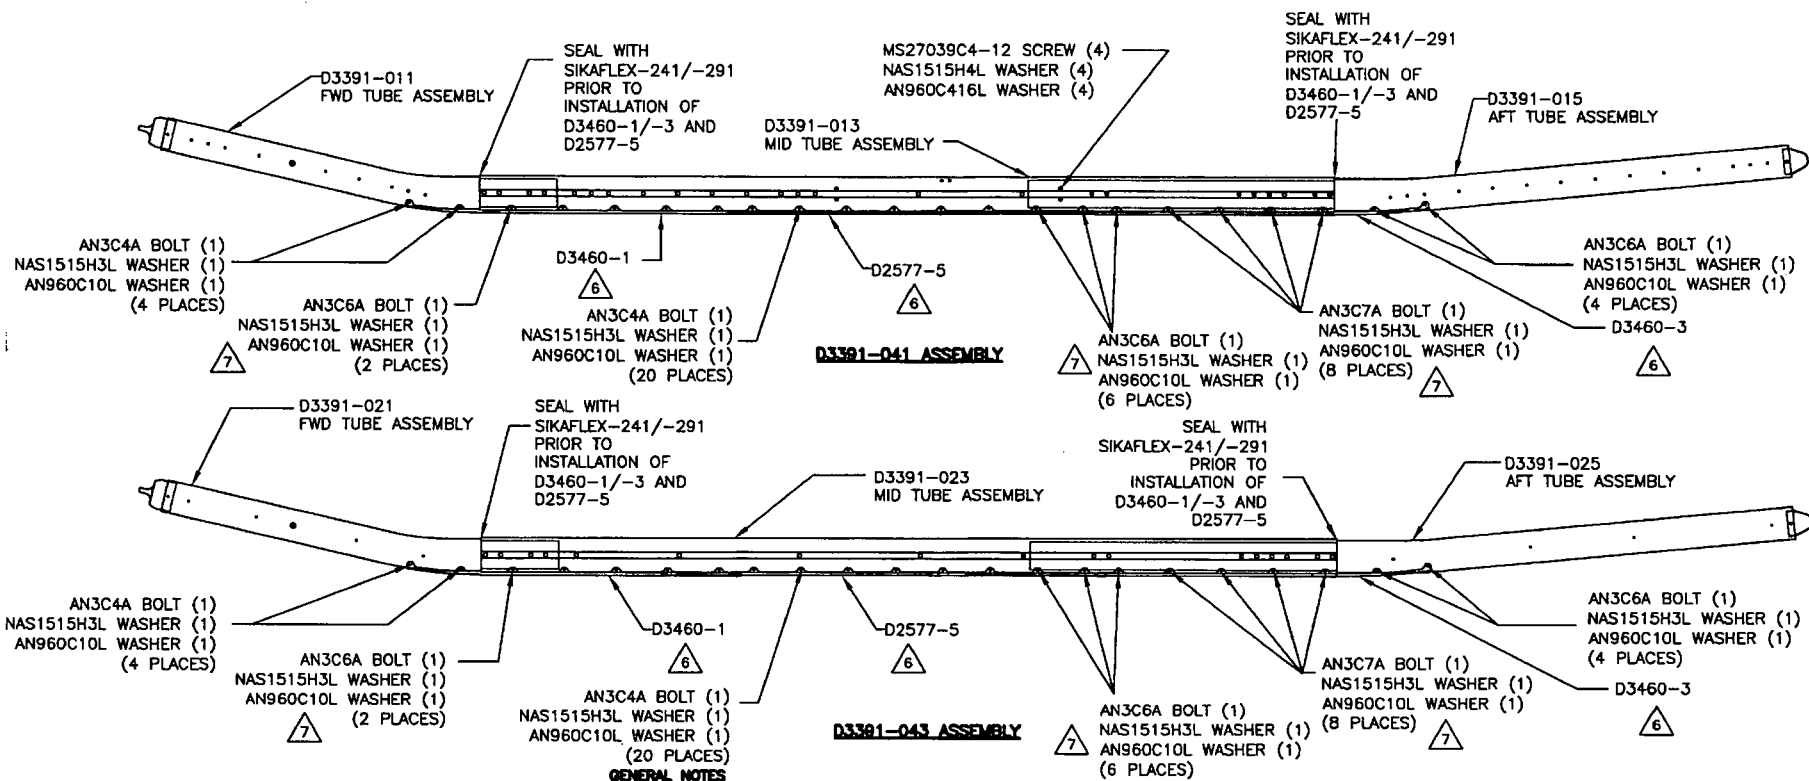 D3391-011
FWD TUBE ASSEMBLY
SEAL WITH
SIKAFLEX-241/-291
PRIOR TO
INSTALLATION OF
D3460-1/-3 AND
D2577-5
MS27039C4-12 SCREW (4)
NAS1515H4L WASHER (4)
AN960C416L WASHER (4)
D3391-013
MID TUBE ASSEMBLY
SEAL WITH
SIKAFLEX-241/-291
PRIOR TO
INSTALLATION OF
D3460-1/-3 AND
D2577-5
D3391-015
AFT TUBE ASSEMBLY
AN3C4A BOLT (1)
NAS1515H3L WASHER (1)
AN960C10L WASHER (1)
(4 PLACES)
AN3C6A BOLT (1)
NAS1515H3L WASHER (1)
AN960C10L WASHER (1)
(2 PLACES)
7
D3460-1
6
AN3C4A BOLT (1)
NAS1515H3L WASHER (1)
AN960C10L WASHER (1)
(20 PLACES)
D2577-5
6
D3391-041 ASSEMBLY
7
AN3C6A BOLT (1)
NAS1515H3L WASHER (1)
AN960C10L WASHER (1)
(6 PLACES)
AN3C7A BOLT (1)
NAS1515H3L WASHER (1)
AN960C10L WASHER (1)
(8 PLACES)
7
AN3C6A BOLT (1)
NAS1515H3L WASHER (1)
AN960C10L WASHER (1)
(4 PLACES)
D3460-3
6
D3391-021
FWD TUBE ASSEMBLY
SEAL WITH
SIKAFLEX-241/-291
PRIOR TO
INSTALLATION OF
D3460-1/-3 AND
D2577-5
D3391-023
MID TUBE ASSEMBLY
SEAL WITH
SIKAFLEX-241/-291
PRIOR TO
INSTALLATION OF
D3460-1/-3 AND
D2577-5
D3391-025
AFT TUBE ASSEMBLY
AN3C4A BOLT (1)
NAS1515H3L WASHER (1)
AN960C10L WASHER (1)
(4 PLACES)
AN3C6A BOLT (1)
NAS1515H3L WASHER (1)
AN960C10L WASHER (1)
(2 PLACES)
7
D3460-1
6
AN3C4A BOLT (1)
NAS1515H3L WASHER (1)
AN960C10L WASHER (1)
(20 PLACES)
D2577-5
6
D3391-043 ASSEMBLY
7
AN3C6A BOLT (1)
NAS1515H3L WASHER (1)
AN960C10L WASHER (1)
(6 PLACES)
AN3C7A BOLT (1)
NAS1515H3L WASHER (1)
AN960C10L WASHER (1)
(8 PLACES)
7
AN3C6A BOLT (1)
NAS1515H3L WASHER (1)
AN960C10L WASHER (1)
(4 PLACES)
D3460-3
6
GENERAL NOTES